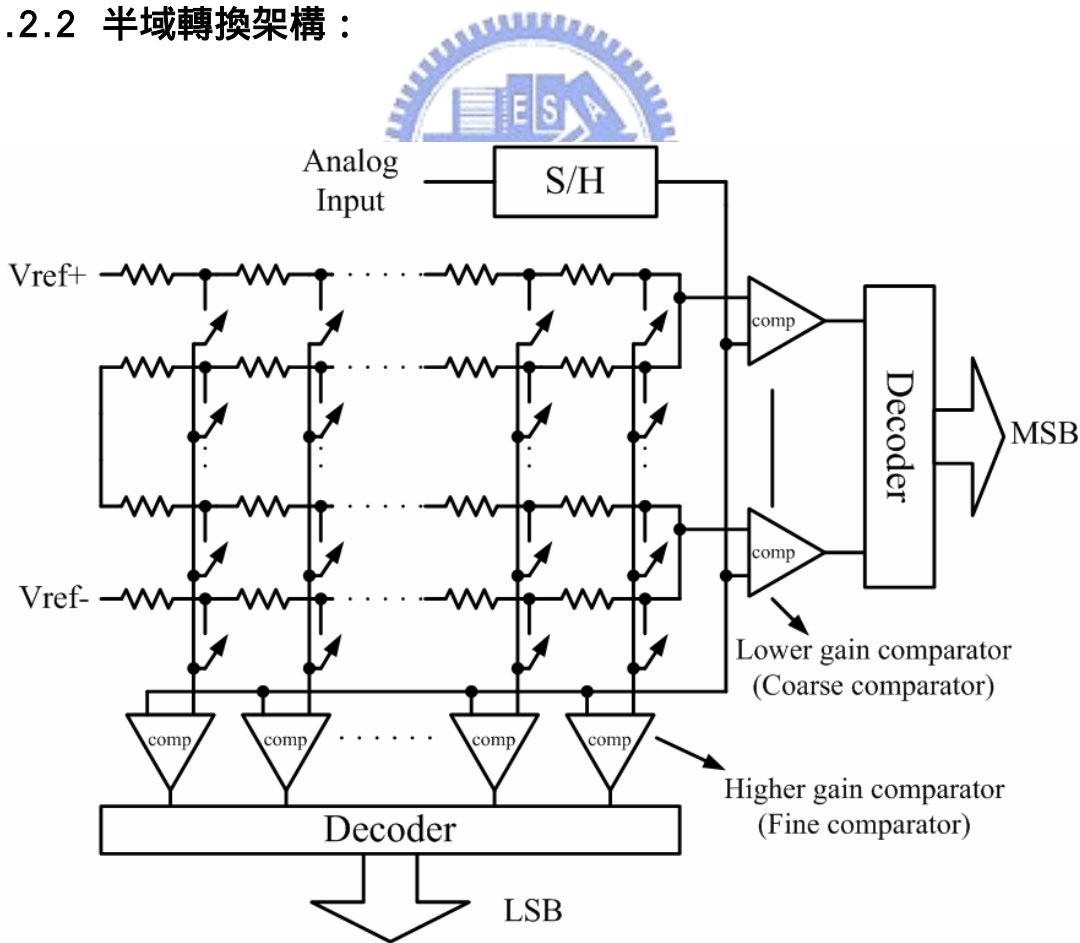 .2.2 半域轉換架構：
E S A
Analog
Input
S/H
Vref+
comp
Decoder
MSB
comp
Vref-
Lower gain comparator
(Coarse comparator)
comp
comp
comp
comp
Higher gain comparator
(Fine comparator)
Decoder
LSB